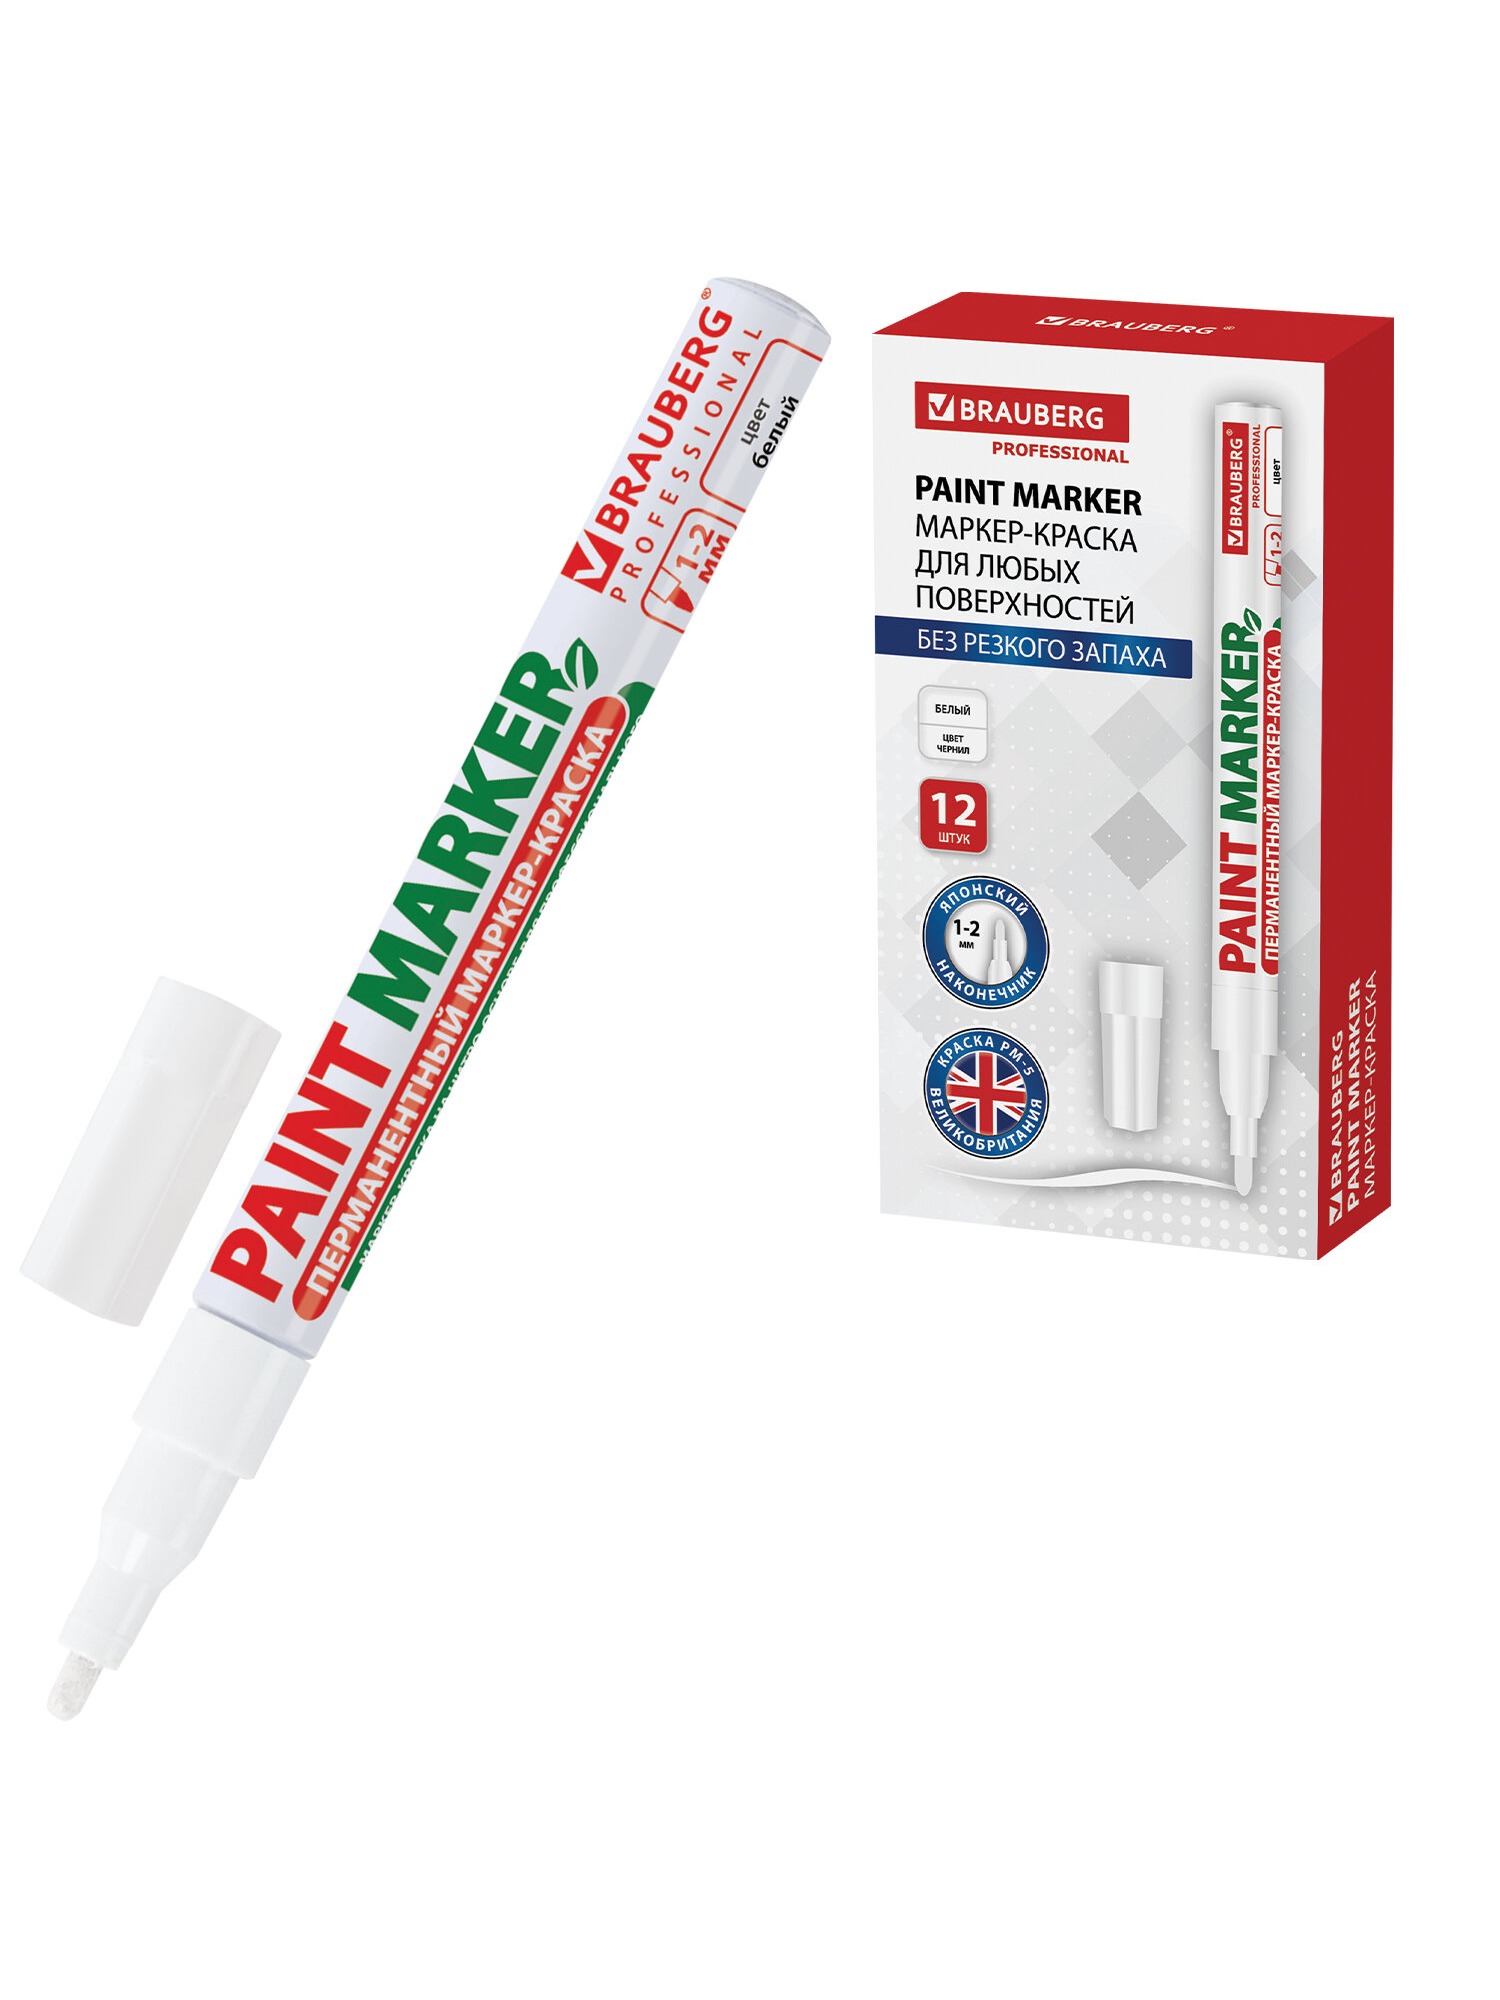 BRAUBERG®
PROFESSIONAL
цвет
белый
1-2
мм
PAINT MARKER
ПЕРМАНЕНТНЫЙ МАРКЕР-КРАСКА
BRAUBERG®
BRAUBERG
PROFESSIONAL
PAINT MARKER
МАРКЕР-КРАСКА
ДЛЯ ЛЮБЫХ
ПОВЕРХНОСТЕЙ
БЕЗ РЕЗКОГО ЗАПАХА
БЕЛЫЙ
ЦВЕТ
ЧЕРНИЛ
12
ШТУК
ЯПОНСКИЙ
1-2
мм
НАКОНЕЧНИК
КРАСКА PM-5
ВЕЛИКОБРИТАНИЯ
BRAUBERG®
PROFESSIONAL
цвет
1-2
PAINT MARKER
ПЕРМАНЕНТНЫЙ МАРКЕР-КРАСКА
BRAUBERG
PAINT MARKER
МАРКЕР-КРАСКА